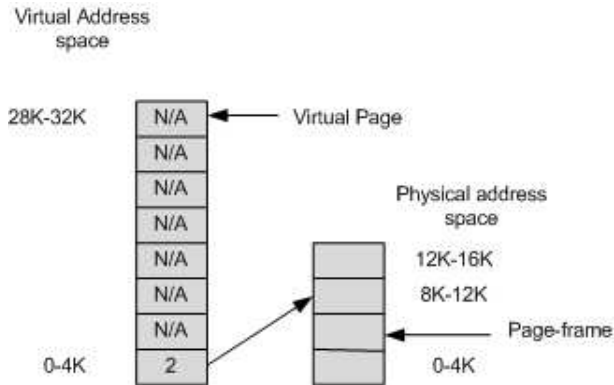 Virtual Address
space
28K-32K
N/A
Virtual Page
N/A
N/A
N/A
Physical address
space
N/A
12K-16K
N/A
8K-12K
N/A
Page-frame
0-4K
2
0-4K